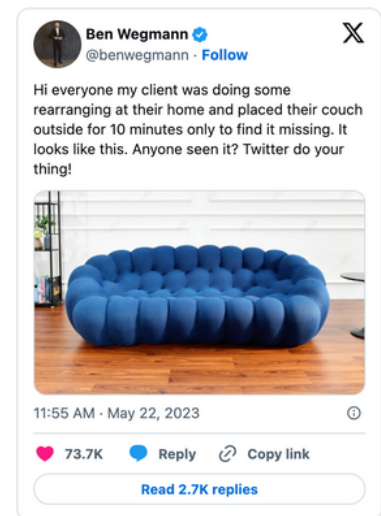 Ben Wegmann
@benwegmann · Follow
Hi everyone my client was doing some
rearranging at their home and placed their couch
outside for 10 minutes only to find it missing. It
looks like this. Anyone seen it? Twitter do your
thing!
11:55 AM · May 22, 2023
73.7K Reply Copy link
Read 2.7K replies